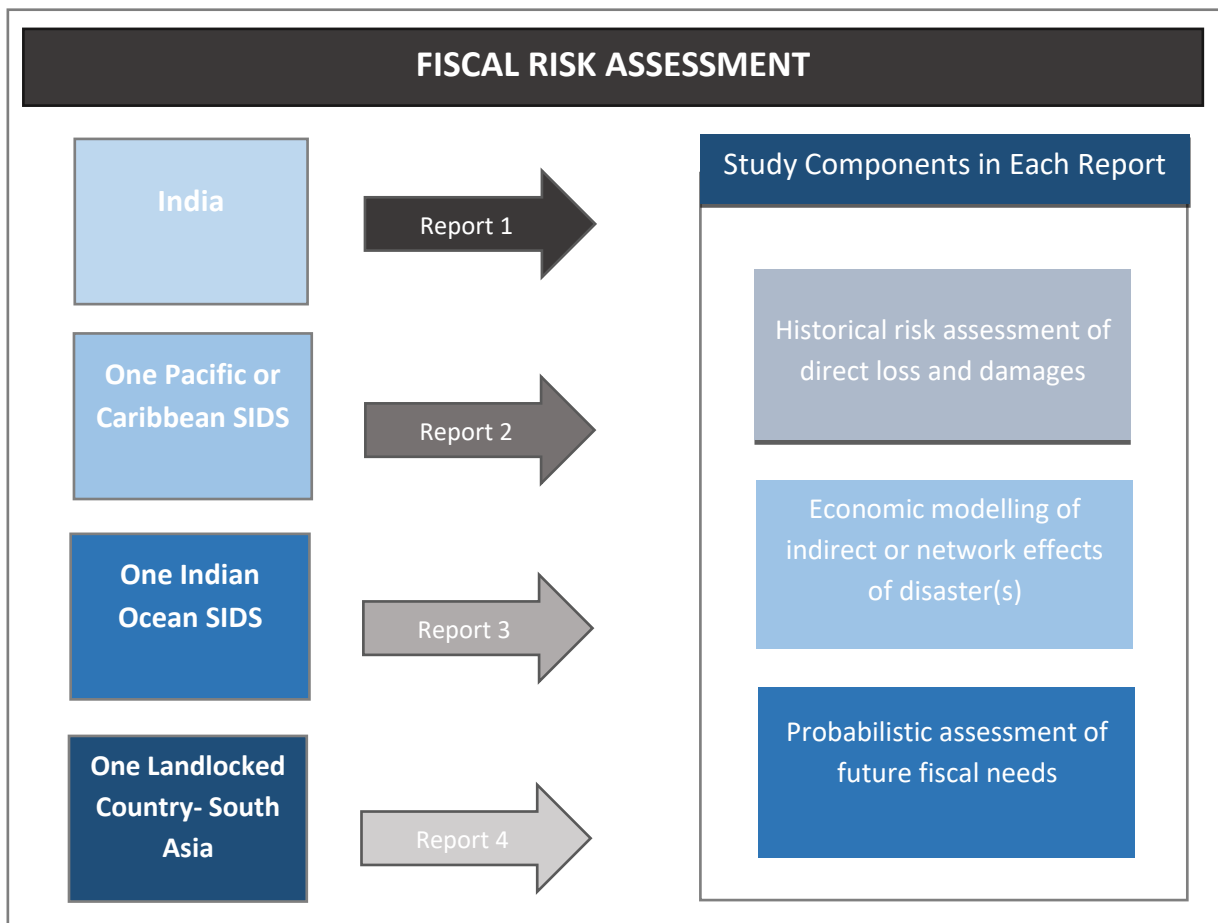 FISCAL RISK ASSESSMENT
India
Report 1
One Pacific or
Caribbean SIDS
Report 2
One Indian
Ocean SIDS
Report 3
One Landlocked
Country- South
Asia
Report 4
Study Components in Each Report
Historical risk assessment of
direct loss and damages
Economic modelling of
indirect or network effects
of disaster(s)
Probabilistic assessment of
future fiscal needs